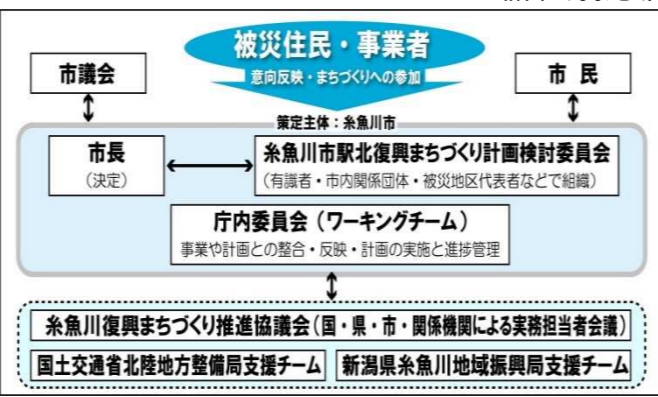 被災住民・事業者
意向反映・まちづくりへの参加
市議会
市 民
策定主体：糸魚川市
市長
（決定）
糸魚川市駅北復興まちづくり計画検討委員会
（有識者・市内関係団体・被災地区代表者などで組織）
庁内委員会（ワーキングチーム）
事業や計画との整合・反映・計画の実施と進捗管理
糸魚川復興まちづくり推進協議会（国・県・市・関係機関による実務担当者会議）
国土交通省北陸地方整備局支援チーム
新潟県糸魚川地域振興局支援チーム